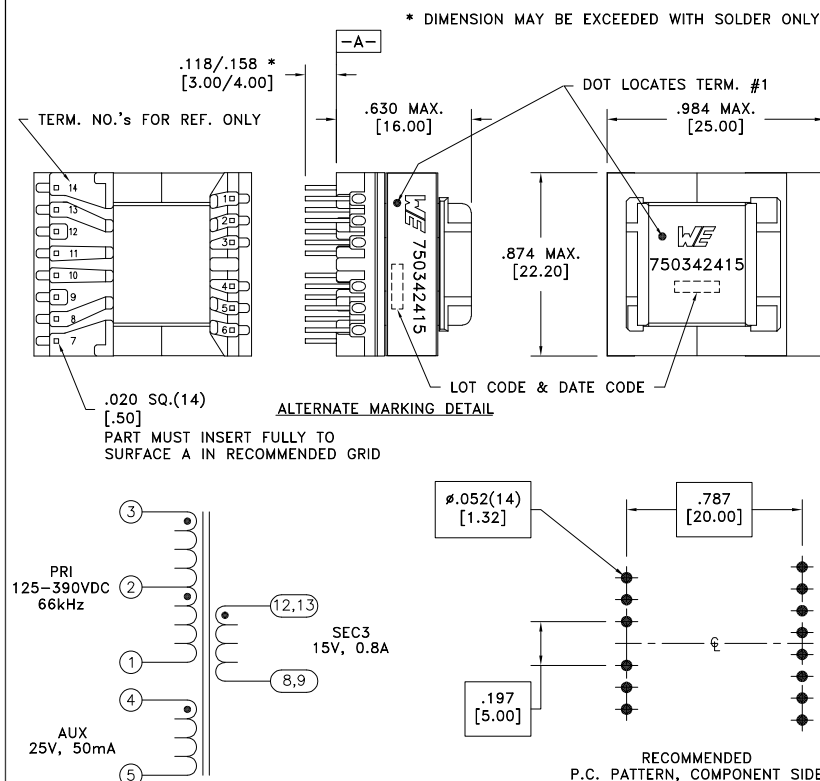 * DIMENSION MAY BE EXCEEDED WITH SOLDER ONLY
-A-
.118/.158 *
[3.00/4.00]
DOT LOCATES TERM. #1
.630 MAX.
[16.00]
.984 MAX.
[25.00]
TERM. NO.'s FOR REF. ONLY
14
13
12
11
10
9
8
7
1
2
3
4
5
6
WE 750342415
.874 MAX.
[22.20]
WE
750342415
LOT CODE & DATE CODE
.020 SQ.(14)
[.50]
ALTERNATE MARKING DETAIL
PART MUST INSERT FULLY TO
SURFACE A IN RECOMMENDED GRID
3
PRI
125-390VDC
66kHz
2
1
4
AUX
25V, 50mA
5
12,13
SEC3
15V, 0.8A
8,9
ø.052(14)
[1.32]
.787
[20.00]
℄
.197
[5.00]
RECOMMENDED
P.C. PATTERN, COMPONENT SIDE